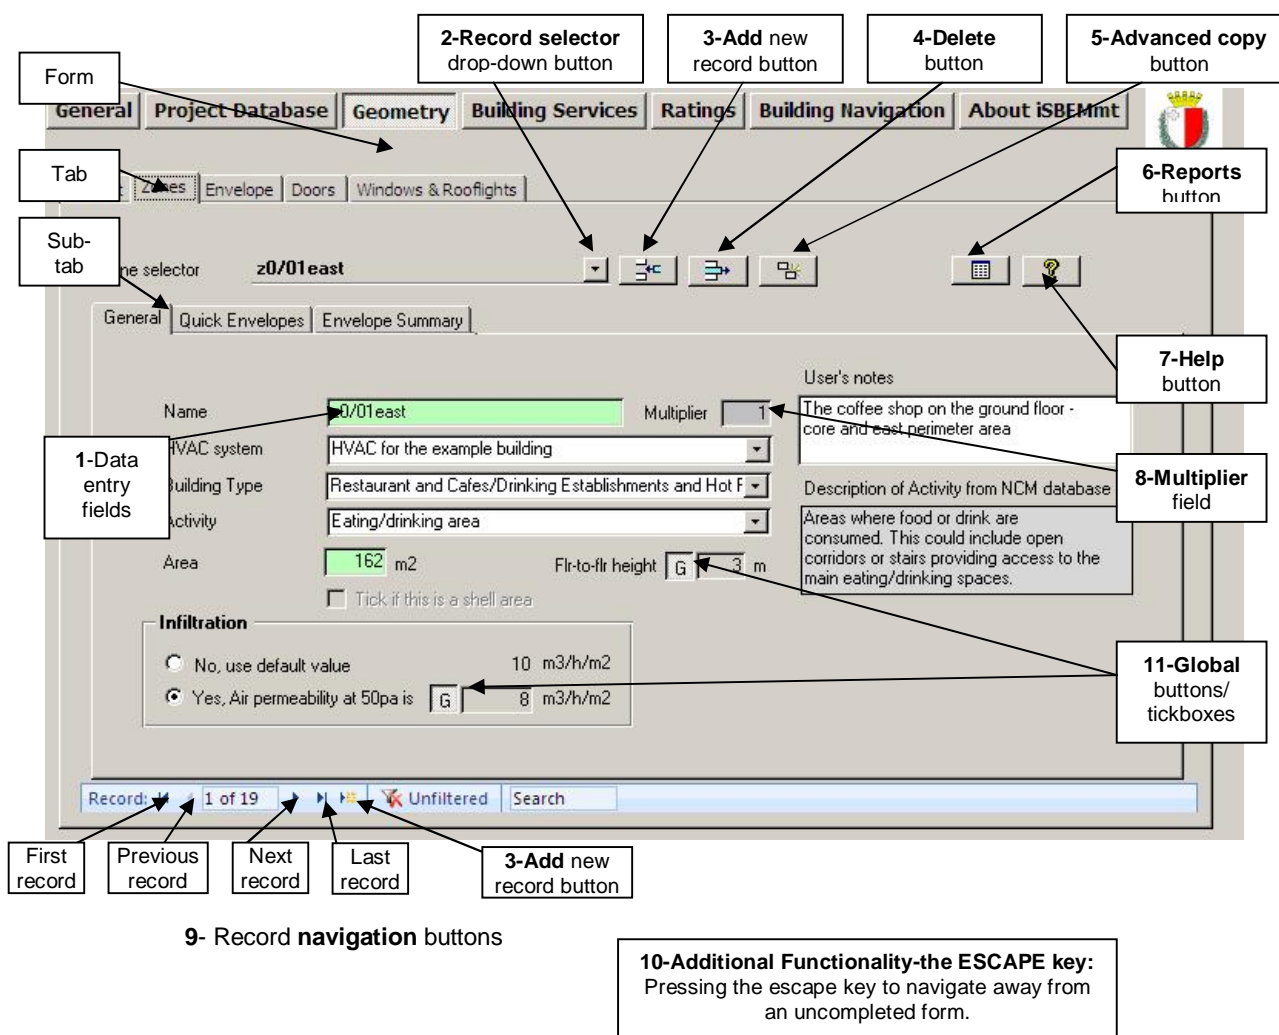 2-Record selector
drop-down button
3-Add new
record button
4-Delete
button
5-Advanced copy
button
Form
General Project Database Geometry Building Services Ratings Building Navigation About iSBEMmt
Tab
Zones Envelope Doors Windows & Rooflights
6-Reports
button
Sub-
tab
ne selector z0/01east
General Quick Envelopes Envelope Summary
7-Help
button
User's notes
Name z0/01east Multiplier 1
The coffee shop on the ground floor -
core and east perimeter area
1-Data
entry
fields
HVAC system HVAC for the example building
Building Type Restaurant and Cafes/Drinking Establishments and Hot F
Activity Eating/drinking area
8-Multiplier
field
Description of Activity from NCM database
Areas where food or drink are
consumed. This could include open
corridors or stairs providing access to the
main eating/drinking spaces.
Area 162 m2 Flr-to-flr height G 3 m
Tick if this is a shell area
Infiltration
No, use default value 10 m3/h/m2
Yes, Air permeability at 50pa is G 8 m3/h/m2
11-Global
buttons/
tickboxes
Record: 1 of 19 Unfiltered Search
First
record
Previous
record
Next
record
Last
record
3-Add new
record button
9- Record navigation buttons
10-Additional Functionality-the ESCAPE key:
Pressing the escape key to navigate away from
an uncompleted form.